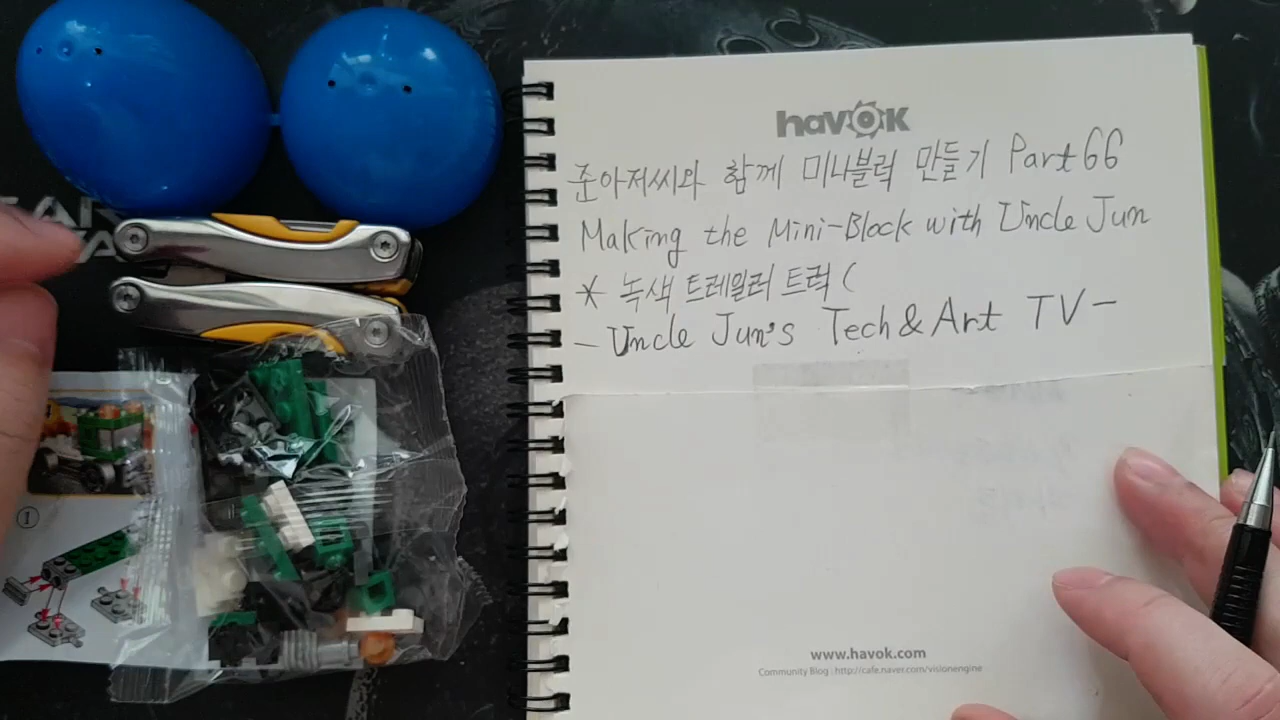 havok
준아저씨와 함께 미니블럭 만들기 Part 66
Making the Mini-Block with Uncle Jun
* 녹색 트레일러 트럭 (
- Uncle Jun's Tech & Art TV -
www.havok.com
Community Blog : http://cafe.naver.com/visionengine
①